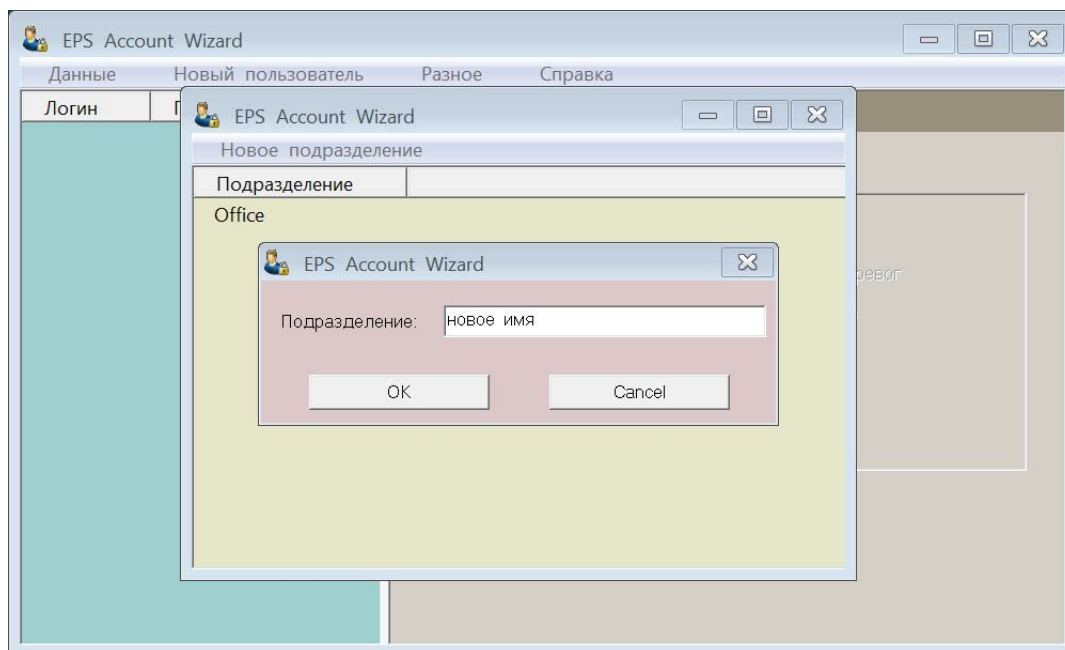 EPS Account Wizard
Данные Новый пользователь Разное Справка
Логин
EPS Account Wizard
Новое подразделение
Подразделение
Office
EPS Account Wizard
Подразделение: новое имя
OK Cancel